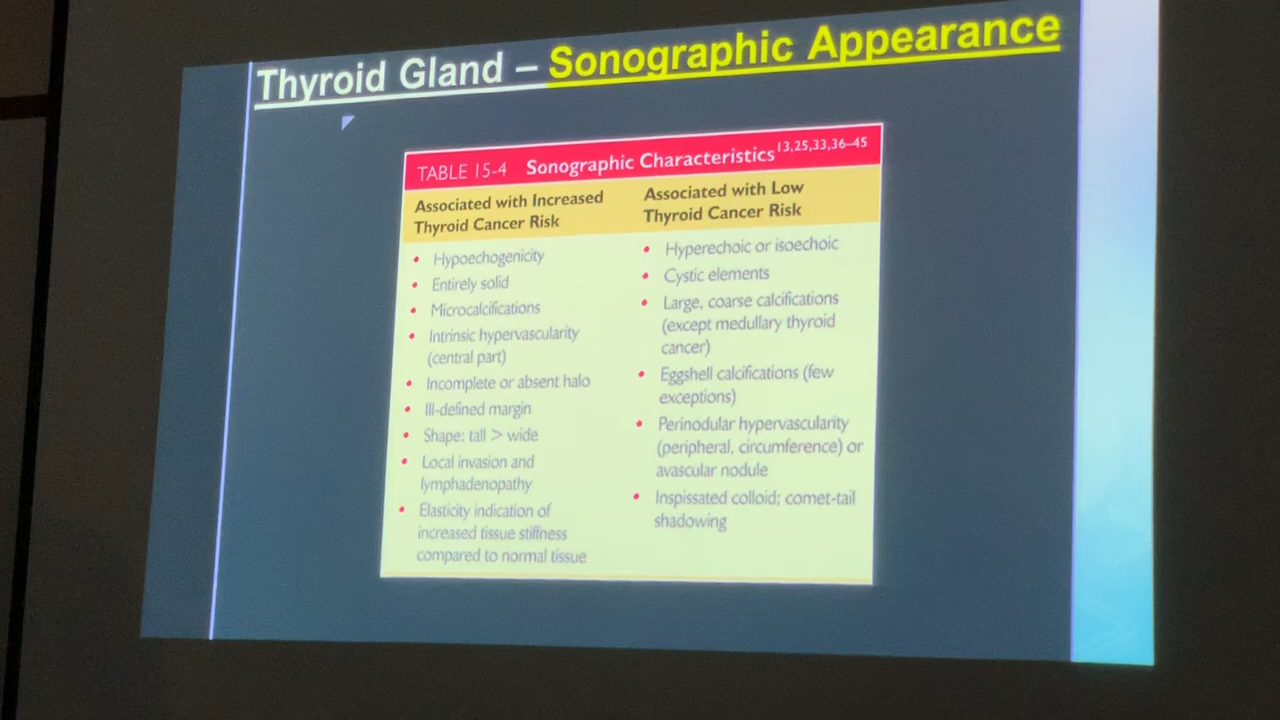 Thyroid Gland – Sonographic Appearance
TABLE 15-4 Sonographic Characteristics13,25,33,36–45
Associated with Increased
Thyroid Cancer Risk
• Hypoechogenicity
• Entirely solid
• Microcalcifications
• Intrinsic hypervascularity
(central part)
• Incomplete or absent halo
• Ill-defined margin
• Shape: tall > wide
• Local invasion and
lymphadenopathy
• Elasticity indication of
increased tissue stiffness
compared to normal tissue
Associated with Low
Thyroid Cancer Risk
• Hyperechoic or isoechoic
• Cystic elements
• Large, coarse calcifications
(except medullary thyroid
cancer)
• Eggshell calcifications (few
exceptions)
• Perinodular hypervascularity
(peripheral, circumference) or
avascular nodule
• Inspissated colloid; comet-tail
shadowing